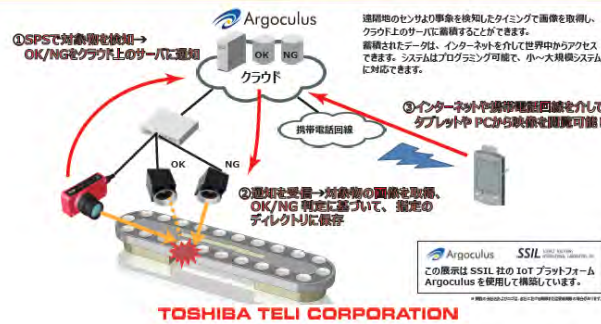 Argoculus
遠隔地のセンサより事象を検知したタイミングで画像を取得し、
クラウド上のサーバに蓄積することができます。
蓄積されたデータは、インターネットを介して世界中からアクセス
できます。システムはプログラミング可能で、小～大規模システム
に対応できます。
①SPSで対象物を検知→
OK/NGをクラウド上のサーバに通知
OK NG
クラウド
携帯電話回線
③インターネットや携帯電話回線を介して
タブレットや PCから映像を閲覧可能
OK NG
②通知を受信→対象物の画像を取得、
OK/NG 判定に基づいて、指定の
ディレクトリに保存
Argoculus SSIL
この展示は SSIL 社の IoT プラットフォーム
Argoculus を使用して構築しています。
TOSHIBA TELI CORPORATION